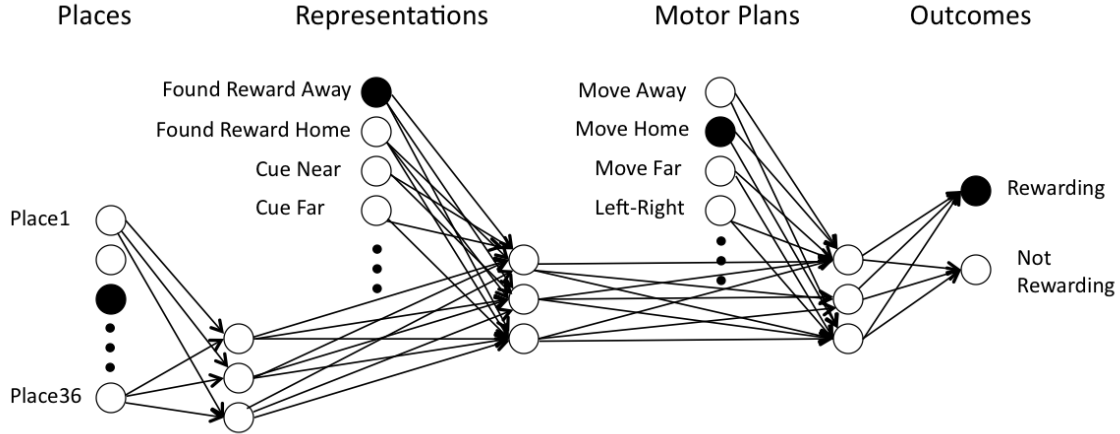 Places
Representations
Motor Plans
Outcomes
Found Reward Away
Found Reward Home
Cue Near
Cue Far
Move Away
Move Home
Move Far
Left-Right
Place1
Place36
Rewarding
Not
Rewarding